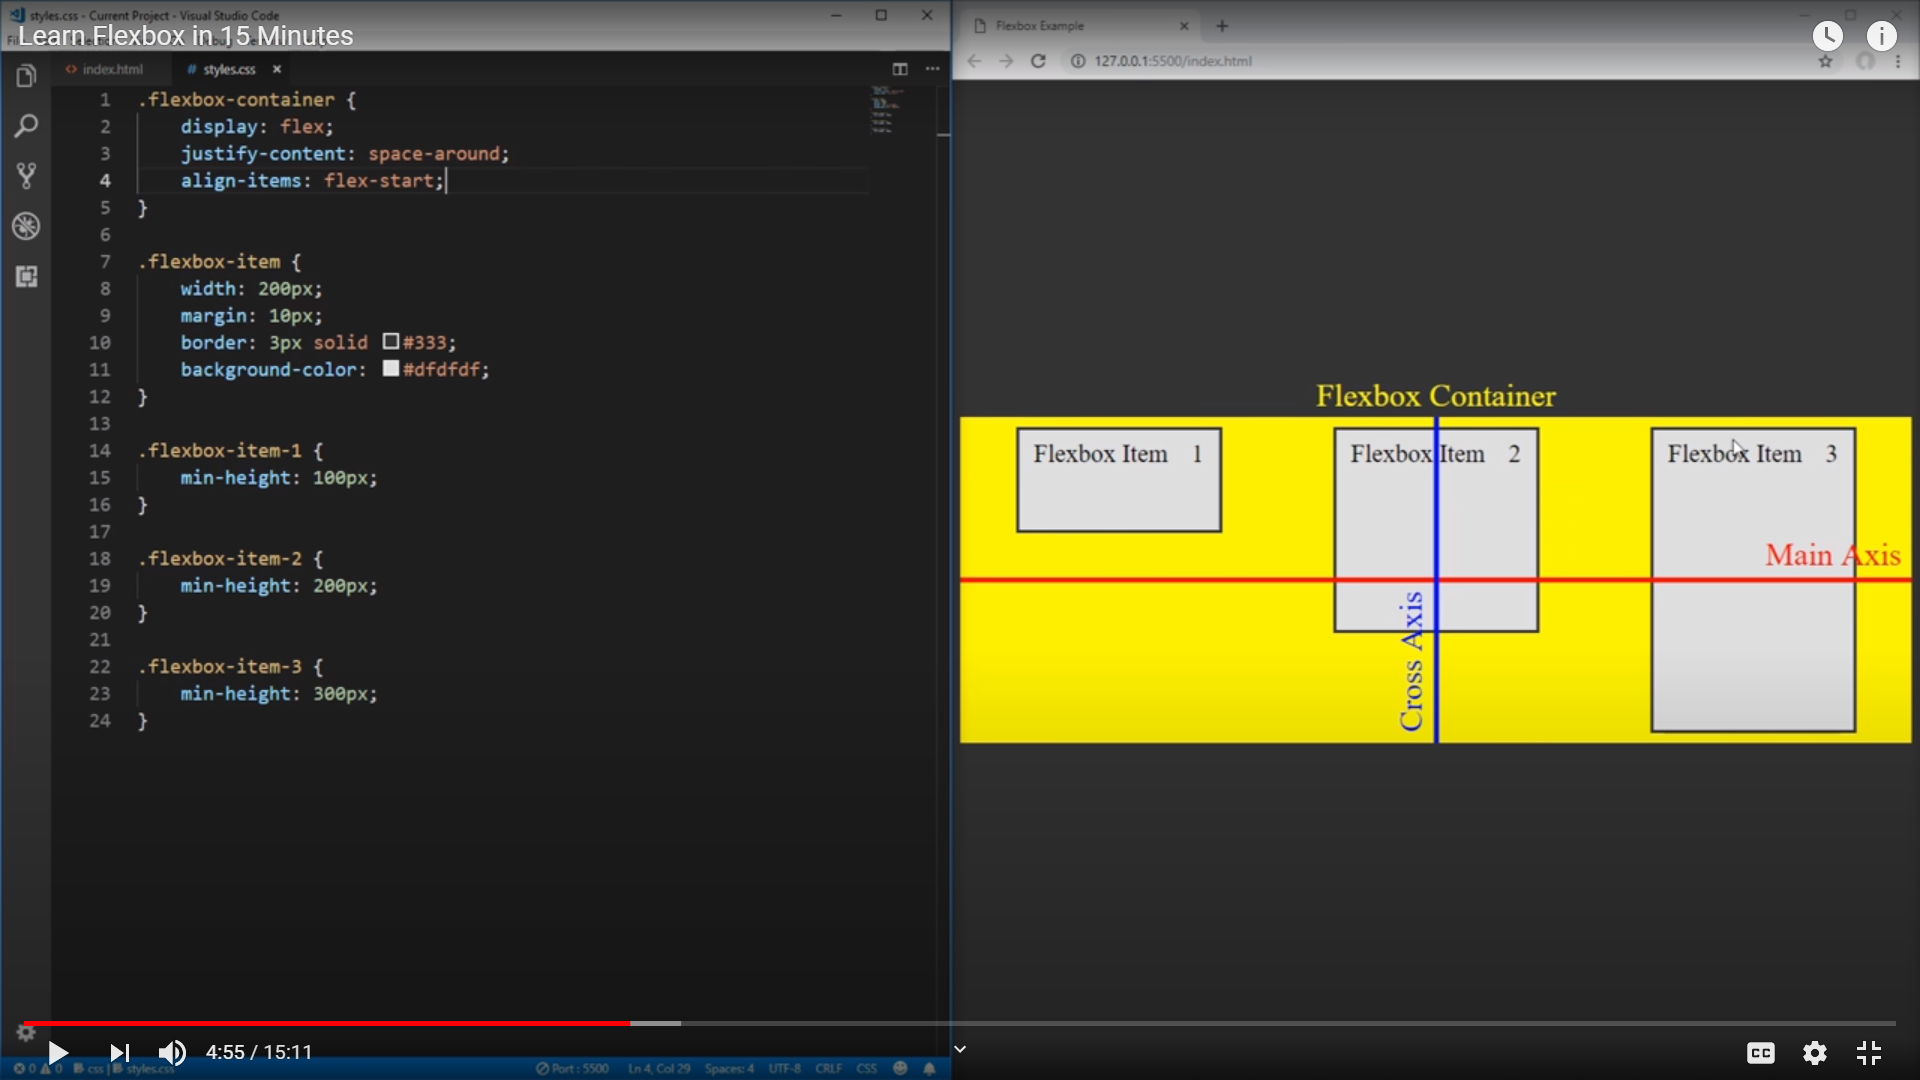 styles.css - Current Project - Visual Studio Code
Learn Flexbox in 15 Minutes
index.html
# styles.css
1 .flexbox-container {
2 display: flex;
3 justify-content: space-around;
4 align-items: flex-start;
5 }
6
7 .flexbox-item {
8 width: 200px;
9 margin: 10px;
10 border: 3px solid #333;
11 background-color: #dfdfdf;
12 }
13
14 .flexbox-item-1 {
15 min-height: 100px;
16 }
17
18 .flexbox-item-2 {
19 min-height: 200px;
20 }
21
22 .flexbox-item-3 {
23 min-height: 300px;
24 }
Flexbox Example
127.0.0.1:5500/index.html
Flexbox Container
Flexbox Item 1
Flexbox Item 2
Flexbox Item 3
Main Axis
Cross Axis
4:55 / 15:11
CC
0 0 css | styles.css
Port : 5500 Ln 4, Col 29 Spaces: 4 UTF-8 CRLF CSS